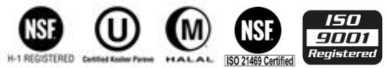 NSF
H-1 REGISTERED
U
Certified Kosher Pareve
M
HALAL
NSF
ISO 21469 Certified
ISO
9001
Registered